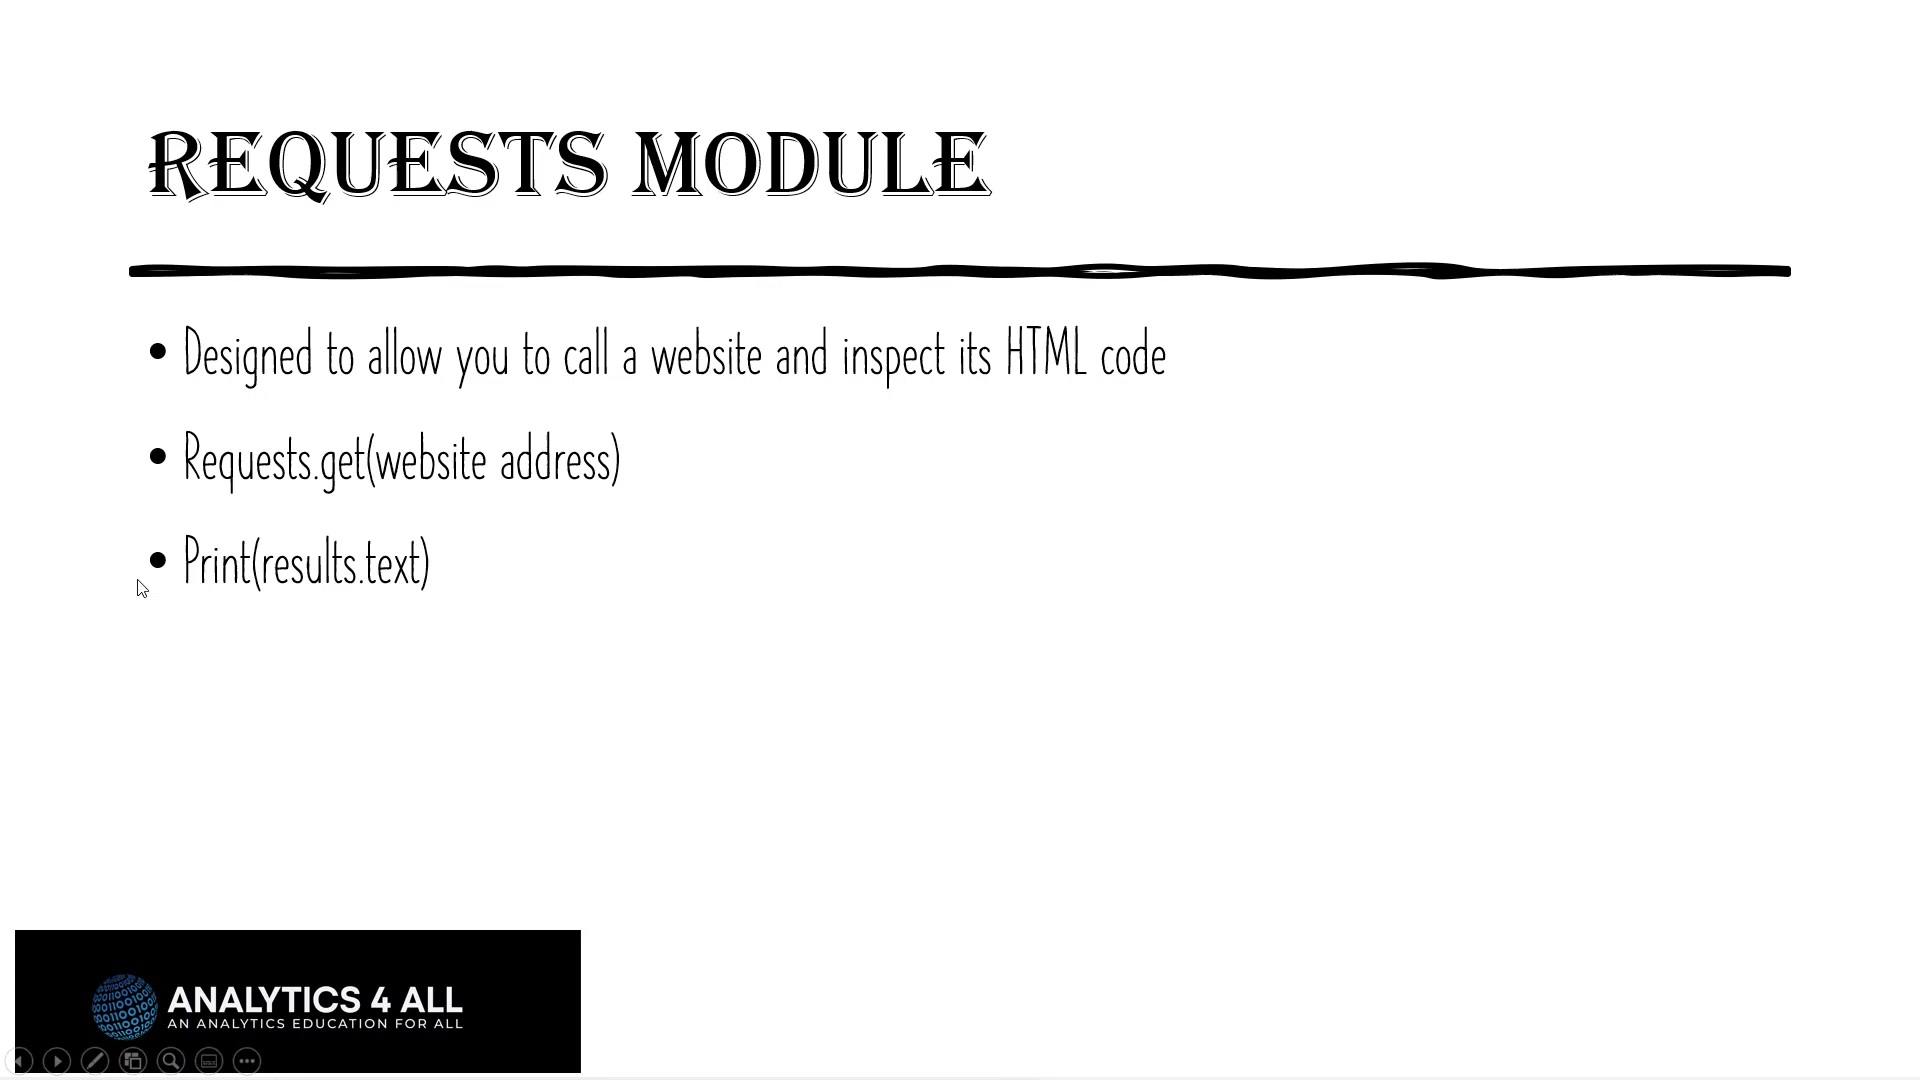 REQUESTS MODULE
• Designed to allow you to call a website and inspect its HTML code
• Requests.get(website address)
• Print(results.text)
ANALYTICS 4 ALL
AN ANALYTICS EDUCATION FOR ALL